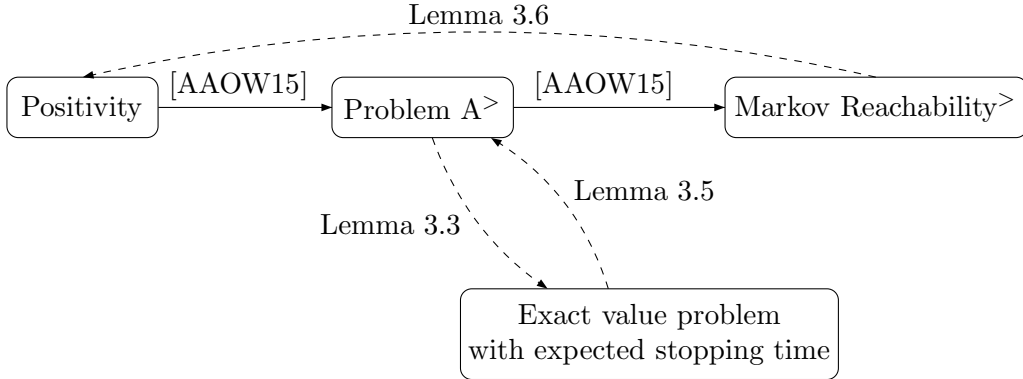 Lemma 3.6
[AAOW15]
[AAOW15]
Positivity
Problem A>
Markov Reachability>
Lemma 3.5
Lemma 3.3
Exact value problem
with expected stopping time